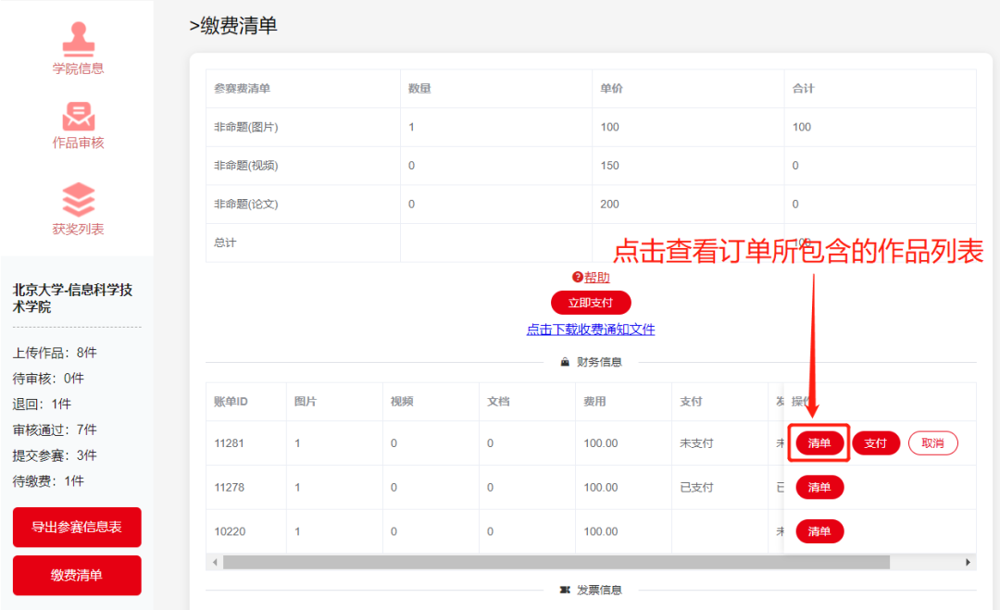 >缴费清单
学院信息
作品审核
获奖列表
北京大学-信息科学技
术学院
上传作品：8件
待审核：0件
退回：1件
审核通过：7件
提交参赛：3件
待缴费：1件
导出参赛信息表
缴费清单
参赛费清单 数量 单价 合计
非命题(图片) 1 100 100
非命题(视频) 0 150 0
非命题(论文) 0 200 0
总计 100
点击查看订单所包含的作品列表
帮助
立即支付
点击下载收费通知文件
财务信息
账单ID 图片 视频 文档 费用 支付 发 操作
11281 1 0 0 100.00 未支付 未 清单 支付 取消
11278 1 0 0 100.00 已支付 已 清单
10220 1 0 0 100.00 未 清单
发票信息